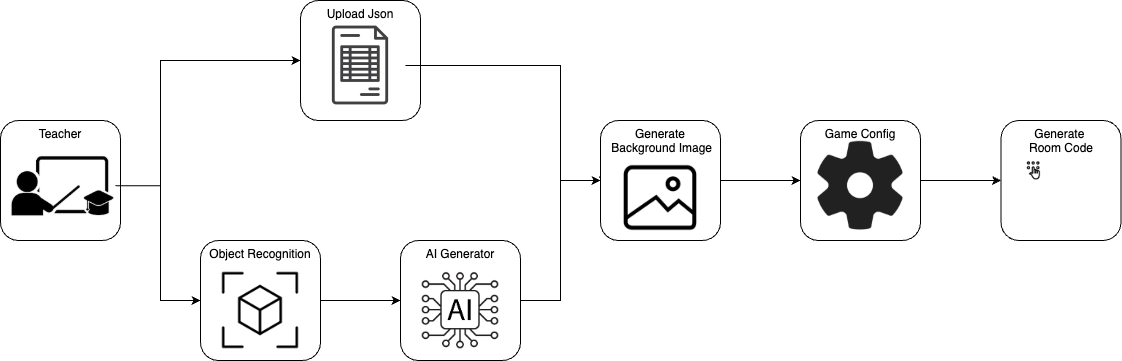 Upload Json
Teacher
Generate
Background Image
Game Config
Generate
Room Code
Object Recognition
AI Generator
AI